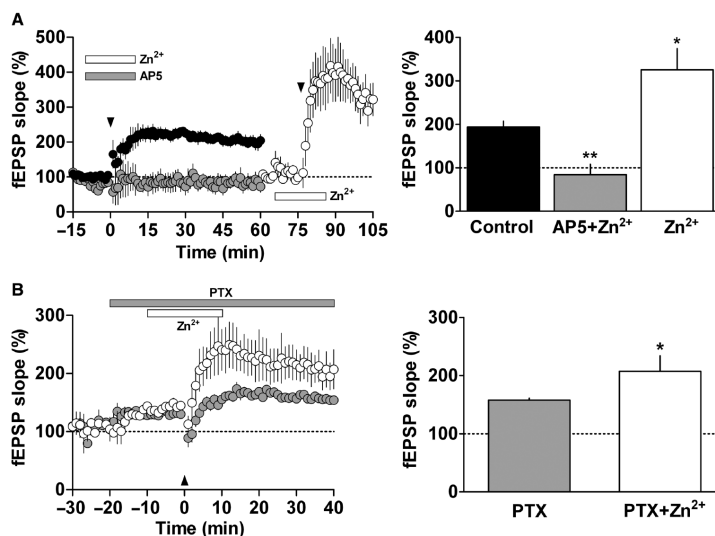 A
fEPSP slope (%)
500
400
300
200
100
0
Zn2+
AP5
Zn2+
−15
0
15
30
45
60
75
90
105
Time (min)
fEPSP slope (%)
400
300
200
100
0
**
*
Control
AP5+Zn2+
Zn2+
B
fEPSP slope (%)
300
200
100
0
PTX
Zn2+
−30
−20
−10
0
10
20
30
40
Time (min)
fEPSP slope (%)
300
200
100
0
*
PTX
PTX+Zn2+